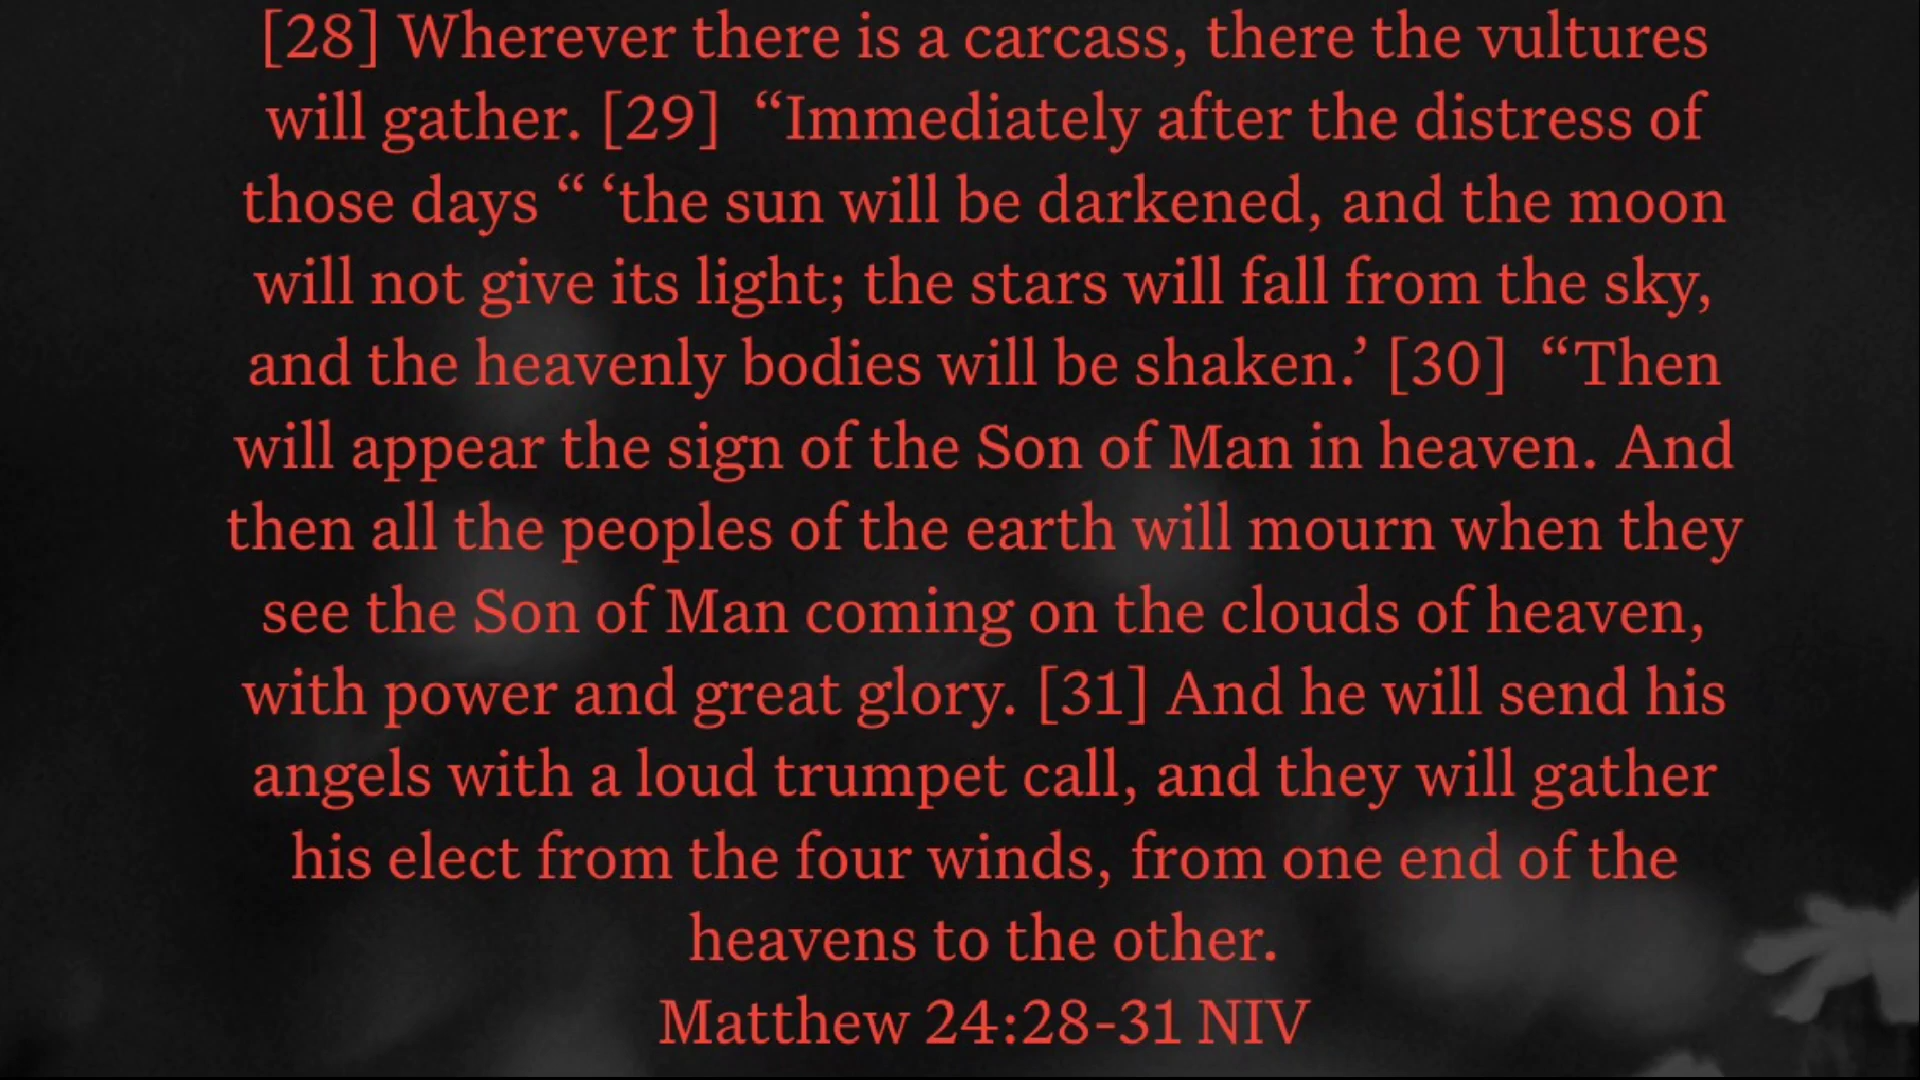 [28] Wherever there is a carcass, there the vultures
will gather. [29]  “Immediately after the distress of
those days “ ‘the sun will be darkened, and the moon
will not give its light; the stars will fall from the sky,
and the heavenly bodies will be shaken.’ [30]  “Then
will appear the sign of the Son of Man in heaven. And
then all the peoples of the earth will mourn when they
see the Son of Man coming on the clouds of heaven,
with power and great glory. [31] And he will send his
angels with a loud trumpet call, and they will gather
his elect from the four winds, from one end of the
heavens to the other.
Matthew 24:28-31 NIV